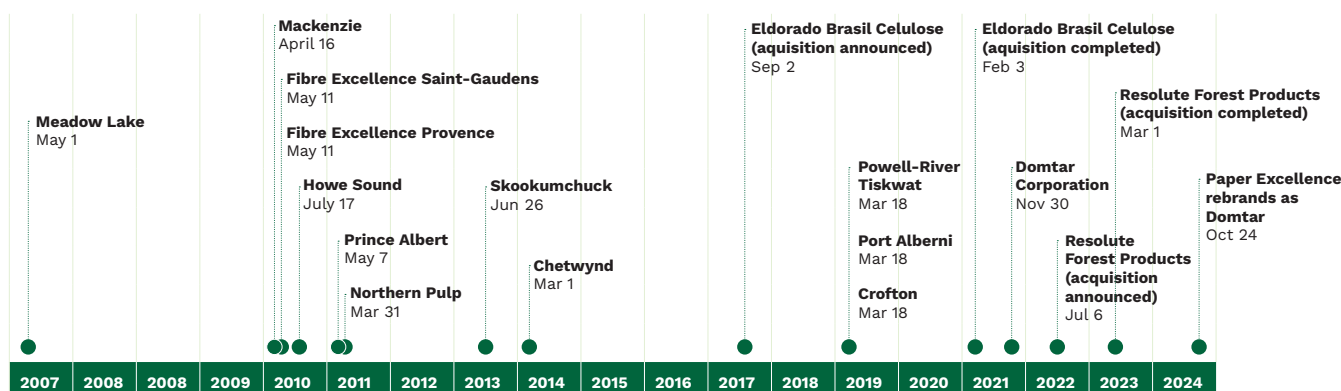 Mackenzie
April 16
Fibre Excellence Saint-Gaudens
May 11
Fibre Excellence Provence
May 11
Meadow Lake
May 1
Howe Sound
July 17
Prince Albert
May 7
Northern Pulp
Mar 31
Skookumchuck
Jun 26
Chetwynd
Mar 1
Eldorado Brasil Celulose
(aquisition announced)
Sep 2
Powell-River
Tiskwat
Mar 18
Port Alberni
Mar 18
Crofton
Mar 18
Eldorado Brasil Celulose
(aquisition completed)
Feb 3
Domtar
Corporation
Nov 30
Resolute
Forest Products
(acquisition
announced)
Jul 6
Resolute Forest Products
(acquisition completed)
Mar 1
Paper Excellence
rebrands as
Domtar
Oct 24
2007 2008 2008 2009 2010 2011 2012 2013 2014 2015 2016 2017 2018 2019 2020 2021 2022 2023 2024